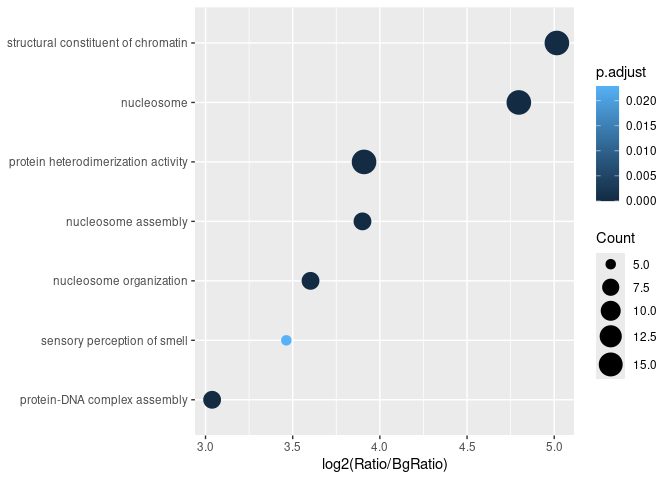 structural constituent of chromatin
nucleosome
protein heterodimerization activity
nucleosome assembly
nucleosome organization
sensory perception of smell
protein-DNA complex assembly
3.0 3.5 4.0 4.5 5.0
log2(Ratio/BgRatio)
p.adjust
0.020
0.015
0.010
0.005
0.000
Count
5.0
7.5
10.0
12.5
15.0